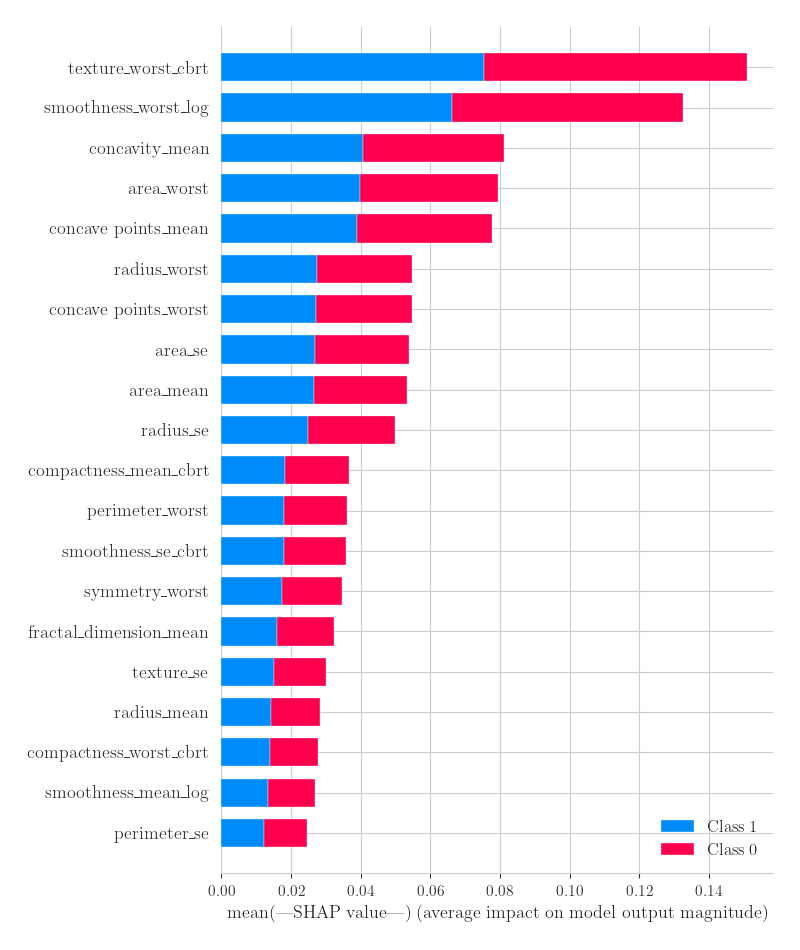 texture_worst_cbrt
smoothness_worst_log
concavity_mean
area_worst
concave points_mean
radius_worst
concave points_worst
area_se
area_mean
radius_se
compactness_mean_cbrt
perimeter_worst
smoothness_se_cbrt
symmetry_worst
fractal_dimension_mean
texture_se
radius_mean
compactness_worst_cbrt
smoothness_mean_log
perimeter_se
Class 1
Class 0
0.00 0.02 0.04 0.06 0.08 0.10 0.12 0.14
mean(—SHAP value—) (average impact on model output magnitude)